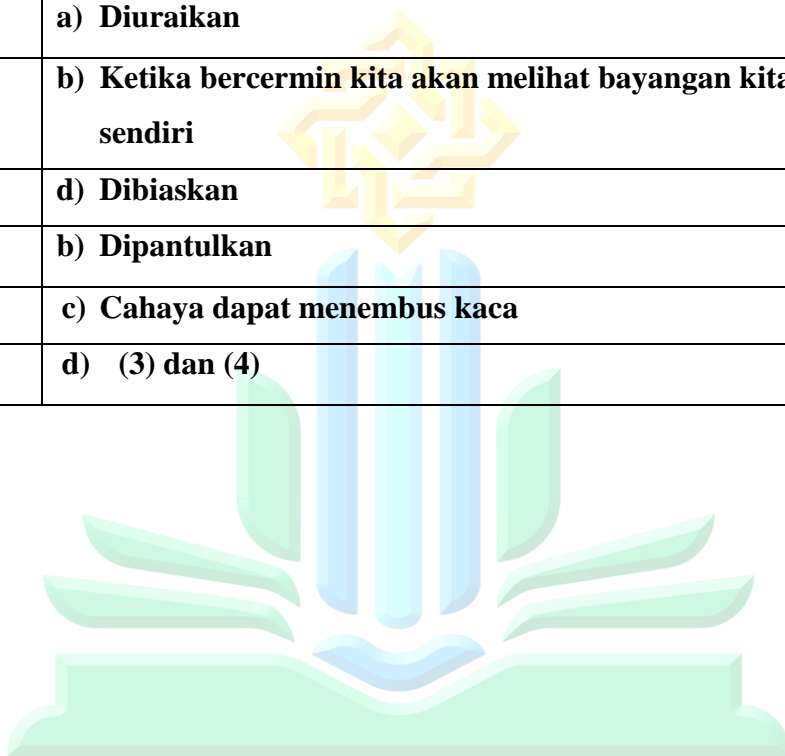 a) Diuraikan
b) Ketika bercermin kita akan melihat bayangan kita
sendiri
d) Dibiaskan
b) Dipantulkan
c) Cahaya dapat menembus kaca
d) (3) dan (4)